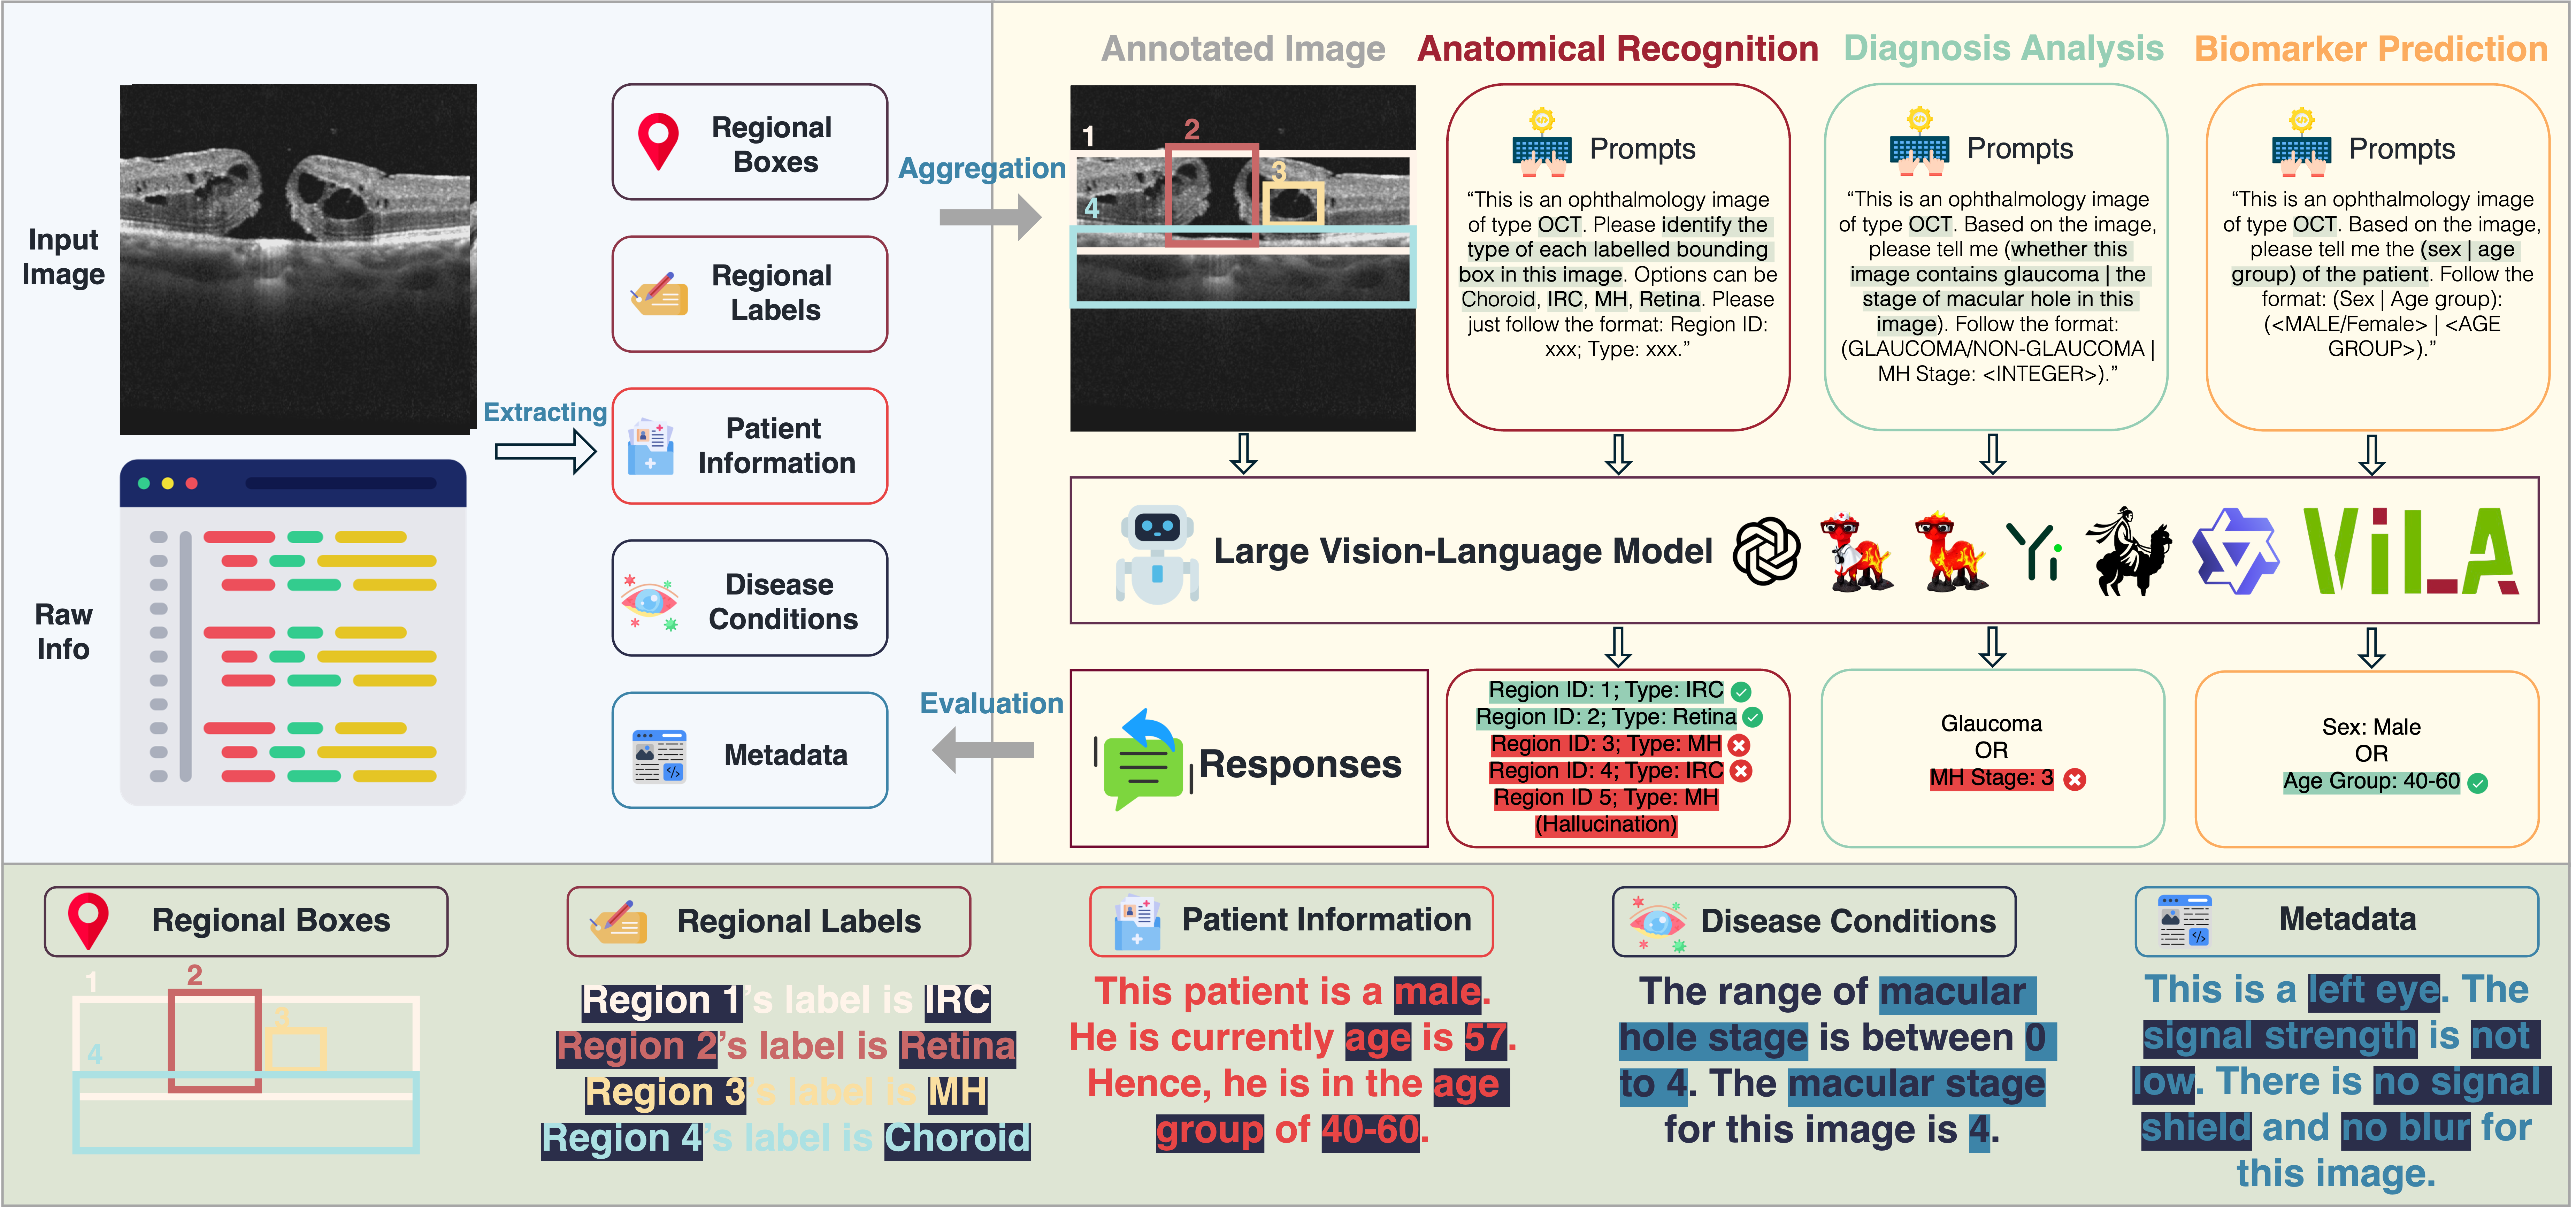 Input
Image
Raw
Info
Extracting
Regional
Boxes
Regional
Labels
Patient
Information
Disease
Conditions
Metadata
Aggregation
Evaluation
Annotated Image
1
2
3
4
Anatomical Recognition
Prompts
“This is an ophthalmology image
of type OCT. Please identify the
type of each labelled bounding
box in this image. Options can be
Choroid, IRC, MH, Retina. Please
just follow the format: Region ID:
xxx; Type: xxx.”
Diagnosis Analysis
Prompts
“This is an ophthalmology image
of type OCT. Based on the image,
please tell me (whether this
image contains glaucoma | the
stage of macular hole in this
image). Follow the format:
(GLAUCOMA/NON-GLAUCOMA |
MH Stage: <INTEGER>).”
Biomarker Prediction
Prompts
“This is an ophthalmology image
of type OCT. Based on the image,
please tell me the (sex | age
group) of the patient. Follow the
format: (Sex | Age group):
(<MALE/Female> | <AGE
GROUP>).”
Large Vision-Language Model
Yi
ViLA
Responses
Region ID: 1; Type: IRC
Region ID: 2; Type: Retina
Region ID: 3; Type: MH
Region ID: 4; Type: IRC
Region ID 5; Type: MH
(Hallucination)
Glaucoma
OR
MH Stage: 3
Sex: Male
OR
Age Group: 40-60
Regional Boxes
1
2
3
4
Regional Labels
Region 1’s label is IRC
Region 2’s label is Retina
Region 3’s label is MH
Region 4’s label is Choroid
Patient Information
This patient is a male.
He is currently age is 57.
Hence, he is in the age
group of 40-60.
Disease Conditions
The range of macular
hole stage is between 0
to 4. The macular stage
for this image is 4.
Metadata
This is a left eye. The
signal strength is not
low. There is no signal
shield and no blur for
this image.